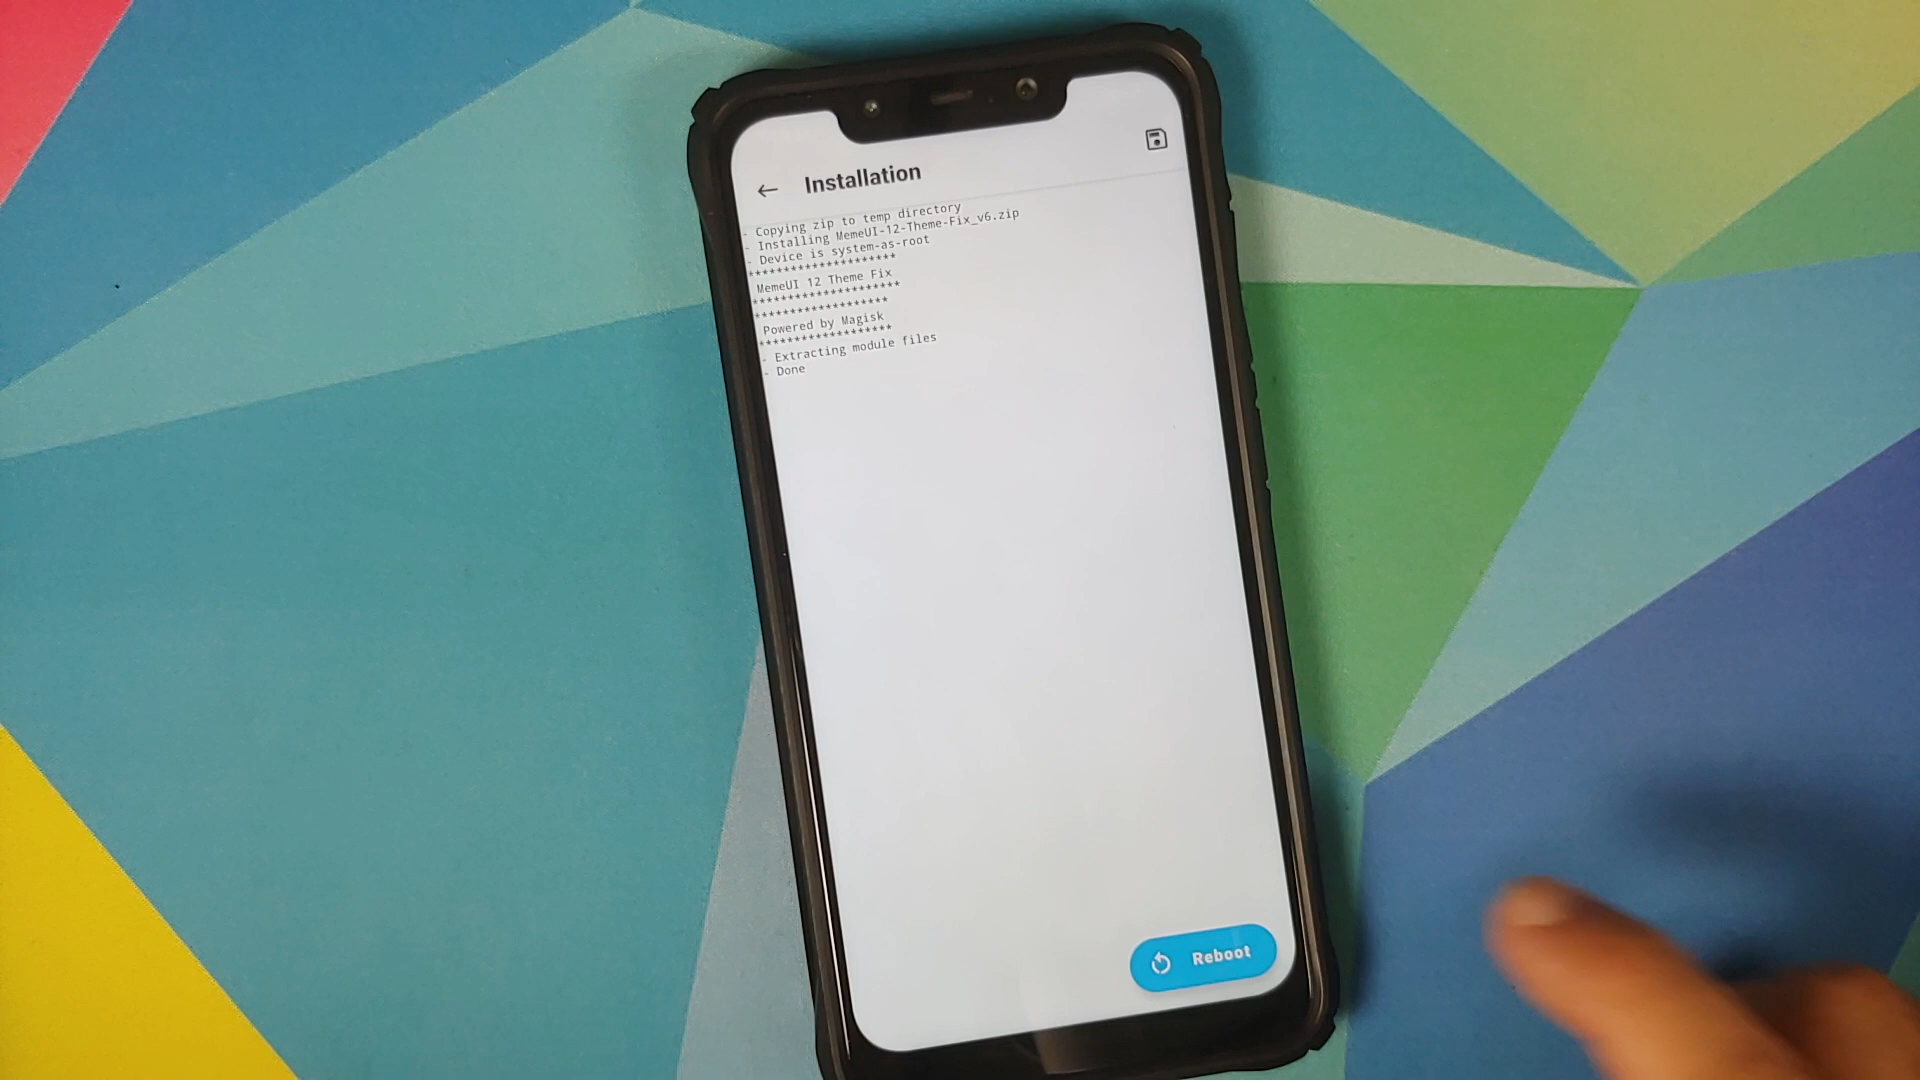 Installation
- Copying zip to temp directory
- Installing MemeUI-12-Theme-Fix_v6.zip
- Device is system-as-root
*********************
MemeUI 12 Theme Fix
*********************
*******************
Powered by Magisk
*******************
- Extracting module files
- Done
Reboot